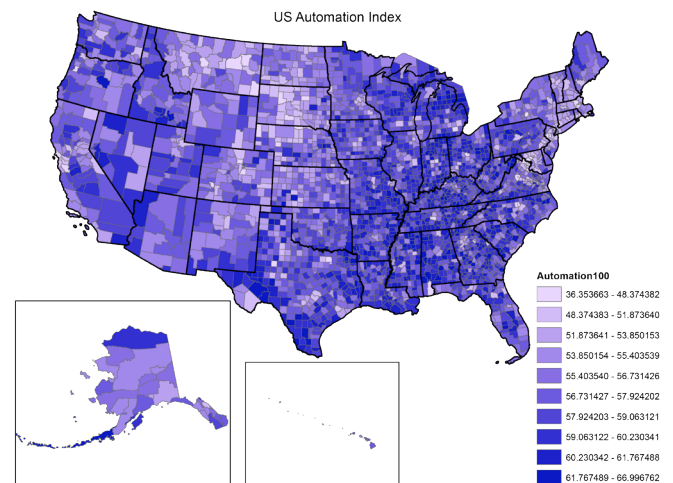 US Automation Index
Automation100
36.353663 - 48.374382
48.374383 - 51.873640
51.873641 - 53.850153
53.850154 - 55.403539
55.403540 - 56.731426
56.731427 - 57.924202
57.924203 - 59.063121
59.063122 - 60.230341
60.230342 - 61.767488
61.767489 - 66.996762